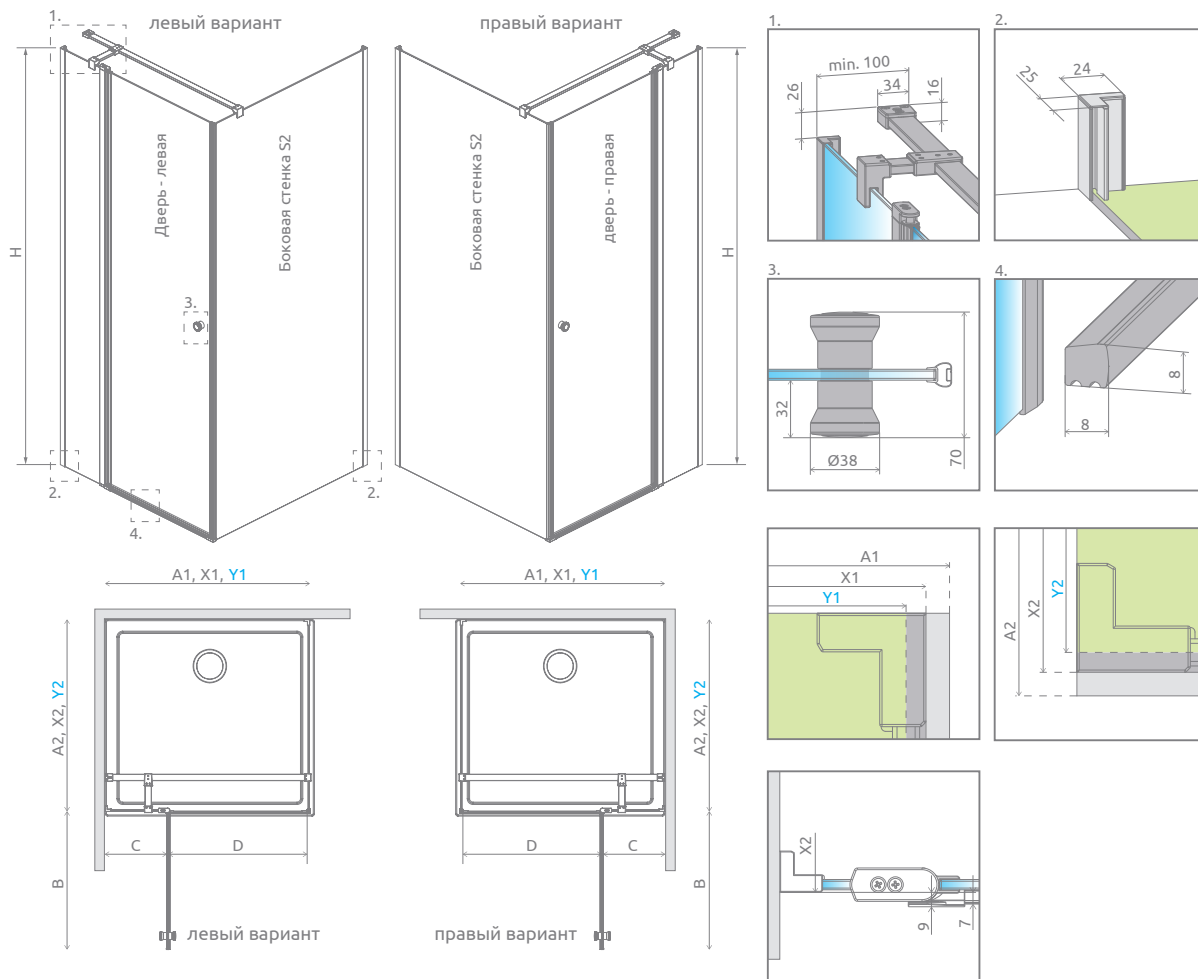 1.
левый вариант
правый вариант
H
Дверь - левая
Боковая стенка S2
3.
2.
4.
2.
Боковая стенка S2
дверь - правая
H
1.
min. 100
34
26
16
2.
25
24
3.
32
Ø38
70
4.
8
8
A1, X1, Y1
A2, X2, Y2
C
D
B
левый вариант
A1, X1, Y1
A2, X2, Y2
D
C
B
правый вариант
A1
X1
Y1
A2
X2
Y2
X2
9
7